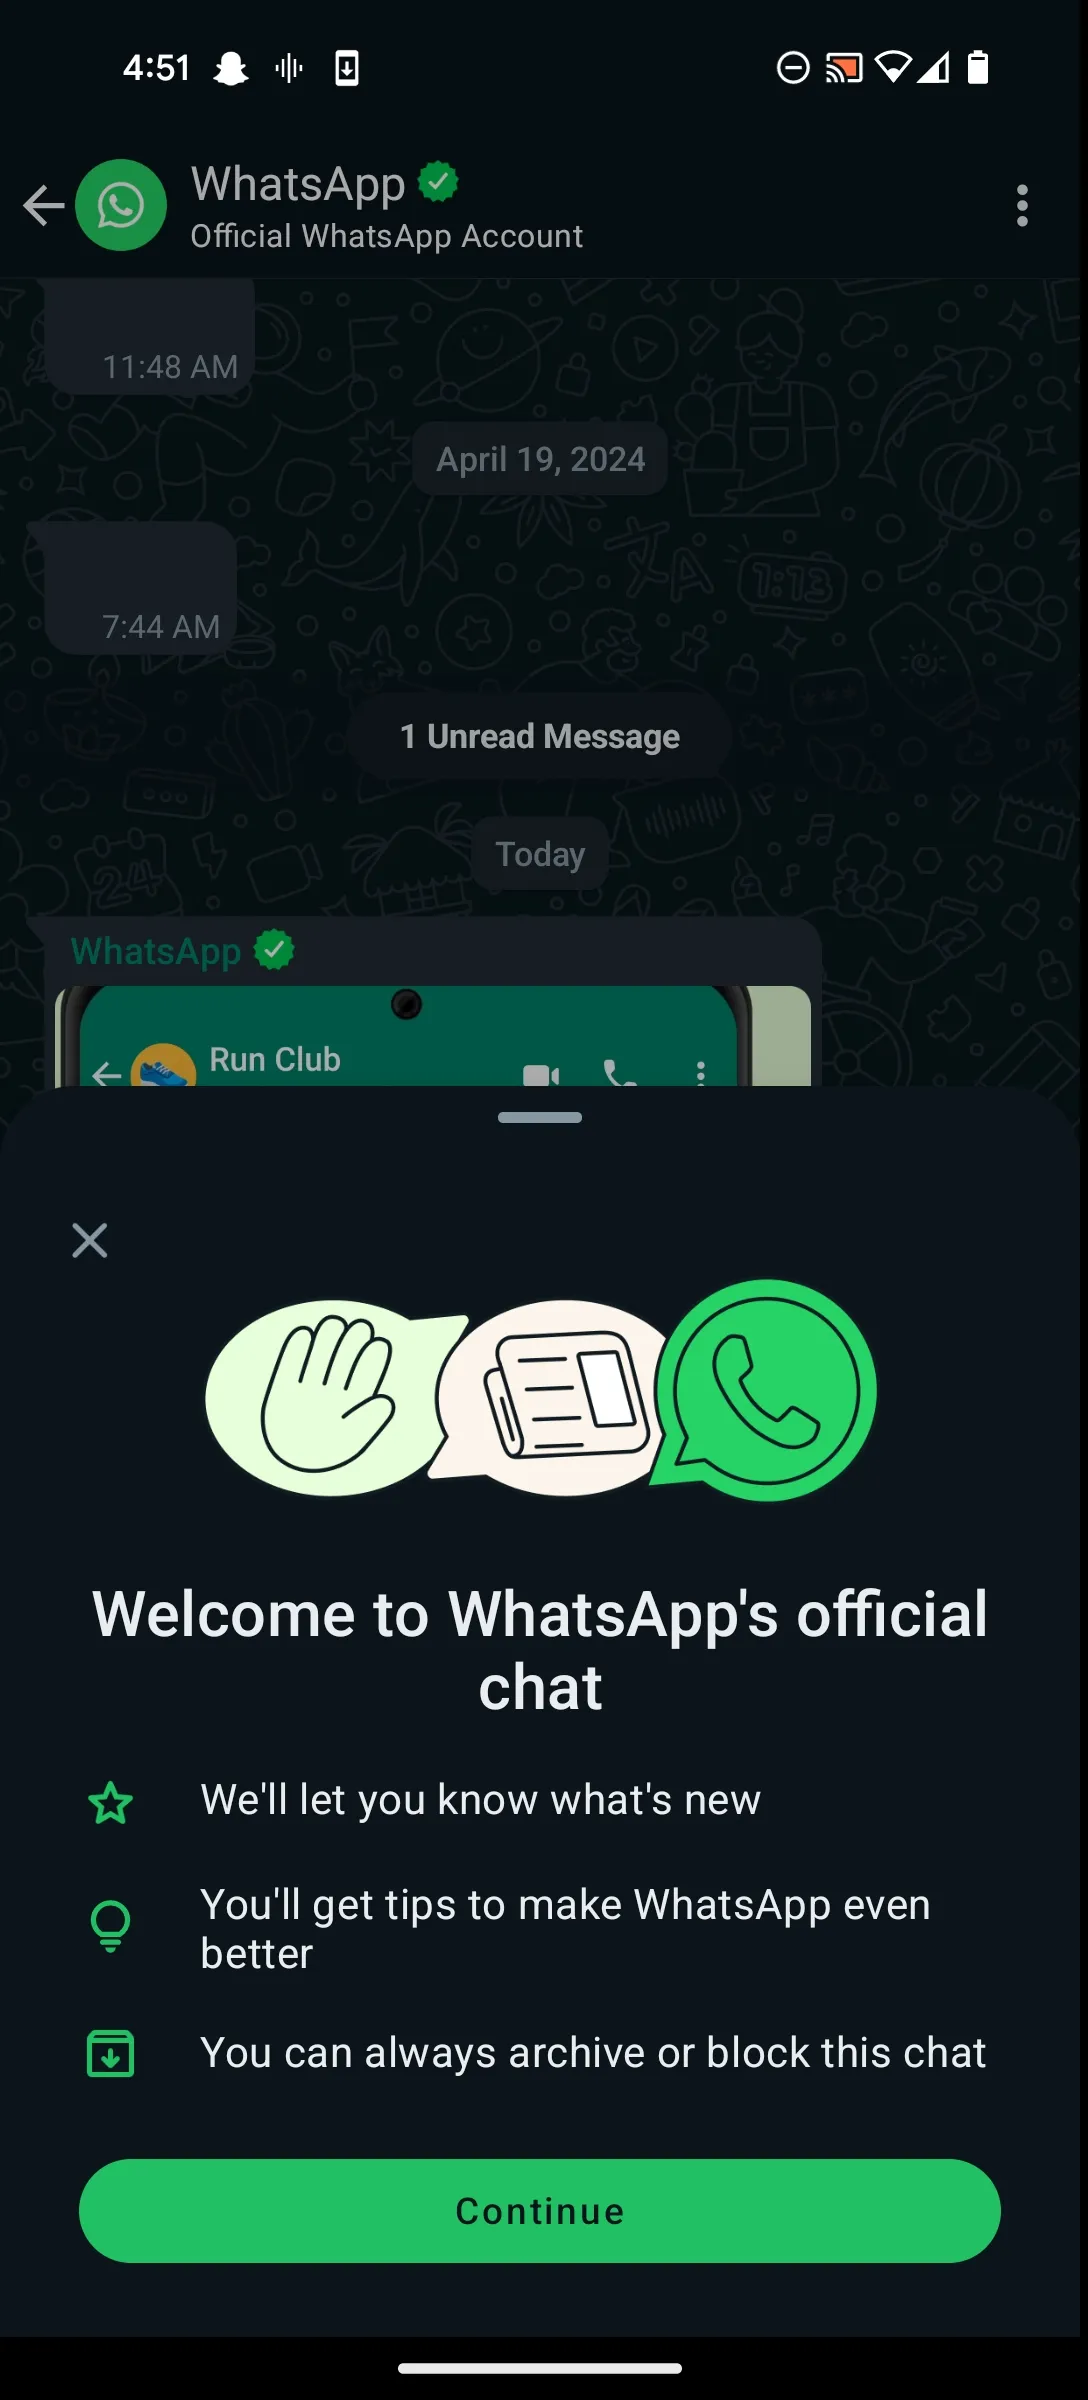 4:51
WhatsApp
Official WhatsApp Account
11:48 AM
April 19, 2024
7:44 AM
1 Unread Message
Today
WhatsApp
Run Club
Welcome to WhatsApp's official
chat
We'll let you know what's new
You'll get tips to make WhatsApp even
better
You can always archive or block this chat
Continue